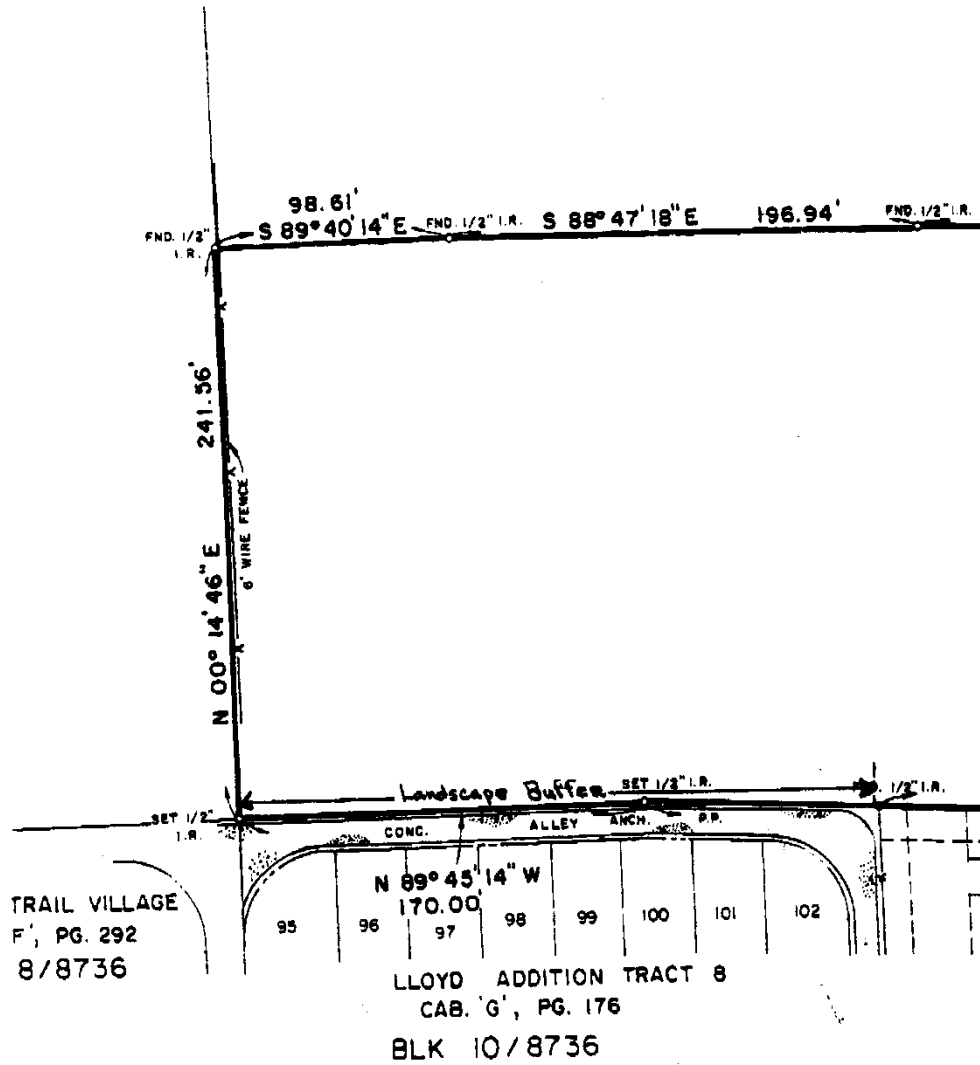 98.61'
FND. 1/2" I.R.
S 89° 40' 14" E
FND. 1/2" I.R.
S 88° 47' 18" E
196.94'
FND. 1/2" I.R.
241.56'
N 00° 14' 46" E
6' WIRE FENCE
Landscape Buffer
SET 1/2" I.R.
1/2" I.R.
SET 1/2"
I.R.
CONC.
ALLEY
ANCH.
P.P.
N 89° 45' 14" W
170.00'
95
96
97
98
99
100
101
102
TRAIL VILLAGE
F', PG. 292
8/8736
LLOYD ADDITION TRACT 8
CAB. 'G', PG. 176
BLK 10/8736